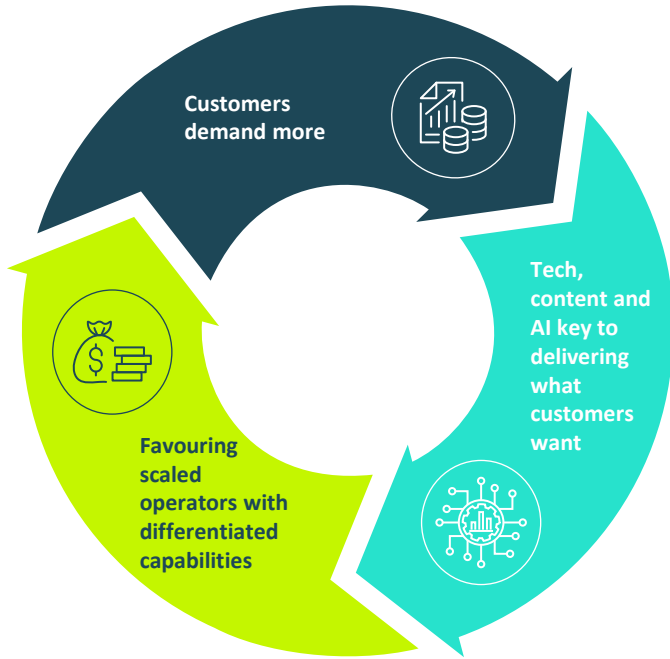 Customers
demand more
Tech,
content and
AI key to
delivering
what
customers
want
Favouring
scaled
operators with
differentiated
capabilities
$